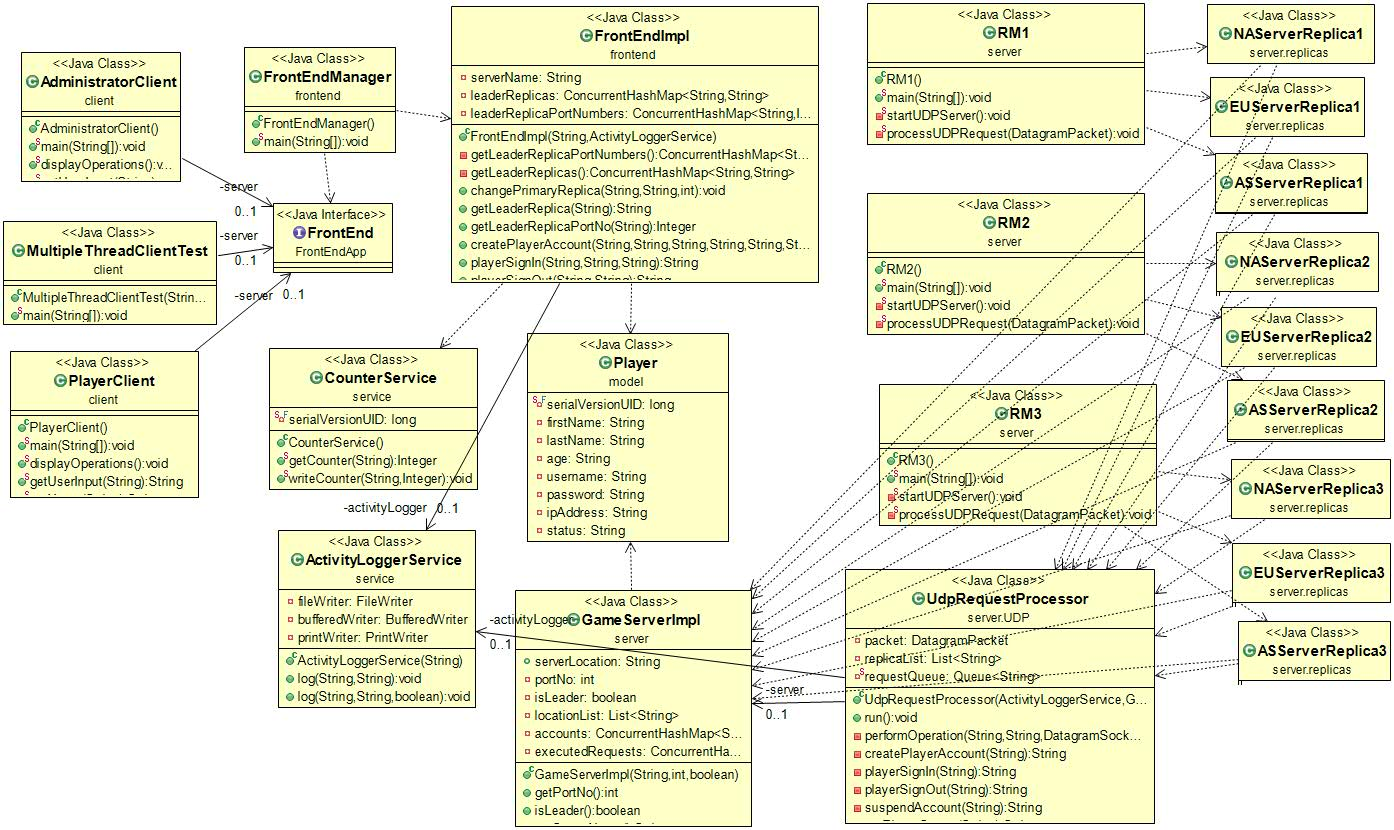 <<Java Class>>
AdministratorClient
client
AdministratorClient()
main(String[]):void
displayOperations():v...
<<Java Class>>
FrontEndManager
frontend
FrontEndManager()
main(String[]):void
<<Java Class>>
FrontEndImpl
frontend
serverName: String
leaderReplicas: ConcurrentHashMap<String,String>
leaderReplicaPortNumbers: ConcurrentHashMap<String,I...
FrontEndImpl(String,ActivityLoggerService)
getLeaderReplicaPortNumbers():ConcurrentHashMap<St...
getLeaderReplicas():ConcurrentHashMap<String,String>
changePrimaryReplica(String,String,int):void
getLeaderReplica(String):String
getLeaderReplicaPortNo(String):Integer
createPlayerAccount(String,String,String,String,String,St...
playerSignIn(String,String,String):String
playerSignOut(String,String):String
<<Java Class>>
RM1
server
RM1()
main(String[]):void
startUDPServer():void
processUDPRequest(DatagramPacket):void
<<Java Class>>
NAServerReplica1
server.replicas
<<Java Class>>
EUServerReplica1
server.replicas
<<Java Class>>
ASServerReplica1
server.replicas
-server
0..1
<<Java Interface>>
FrontEnd
FrontEndApp
<<Java Class>>
MultipleThreadClientTest
client
MultipleThreadClientTest(Strin...
main(String[]):void
-server
0..1
-server
0..1
<<Java Class>>
RM2
server
RM2()
main(String[]):void
startUDPServer():void
processUDPRequest(DatagramPacket):void
<<Java Class>>
NAServerReplica2
server.replicas
<<Java Class>>
EUServerReplica2
server.replicas
<<Java Class>>
ASServerReplica2
server.replicas
<<Java Class>>
PlayerClient
client
PlayerClient()
main(String[]):void
displayOperations():void
getUserInput(String):String
<<Java Class>>
CounterService
service
serialVersionUID: long
CounterService()
getCounter(String):Integer
writeCounter(String,Integer):void
<<Java Class>>
Player
model
serialVersionUID: long
firstName: String
lastName: String
age: String
username: String
password: String
ipAddress: String
status: String
<<Java Class>>
RM3
server
RM3()
main(String[]):void
startUDPServer():void
processUDPRequest(DatagramPacket):void
<<Java Class>>
NAServerReplica3
server.replicas
<<Java Class>>
EUServerReplica3
server.replicas
<<Java Class>>
ASServerReplica3
server.replicas
-activityLogger
0..1
<<Java Class>>
ActivityLoggerService
service
fileWriter: FileWriter
bufferedWriter: BufferedWriter
printWriter: PrintWriter
ActivityLoggerService(String)
log(String,String):void
log(String,String,boolean):void
-activityLogger
0..1
<<Java Class>>
GameServerImpl
server
serverLocation: String
portNo: int
isLeader: boolean
locationList: List<String>
accounts: ConcurrentHashMap<S...
executedRequests: ConcurrentHa...
GameServerImpl(String,int,boolean)
getPortNo():int
isLeader():boolean
-server
0..1
<<Java Class>>
UdpRequestProcessor
server.UDP
packet: DatagramPacket
replicaList: List<String>
requestQueue: Queue<String>
UdpRequestProcessor(ActivityLoggerService,G...
run():void
performOperation(String,String,DatagramSock...
createPlayerAccount(String):String
playerSignIn(String):String
playerSignOut(String):String
suspendAccount(String):String